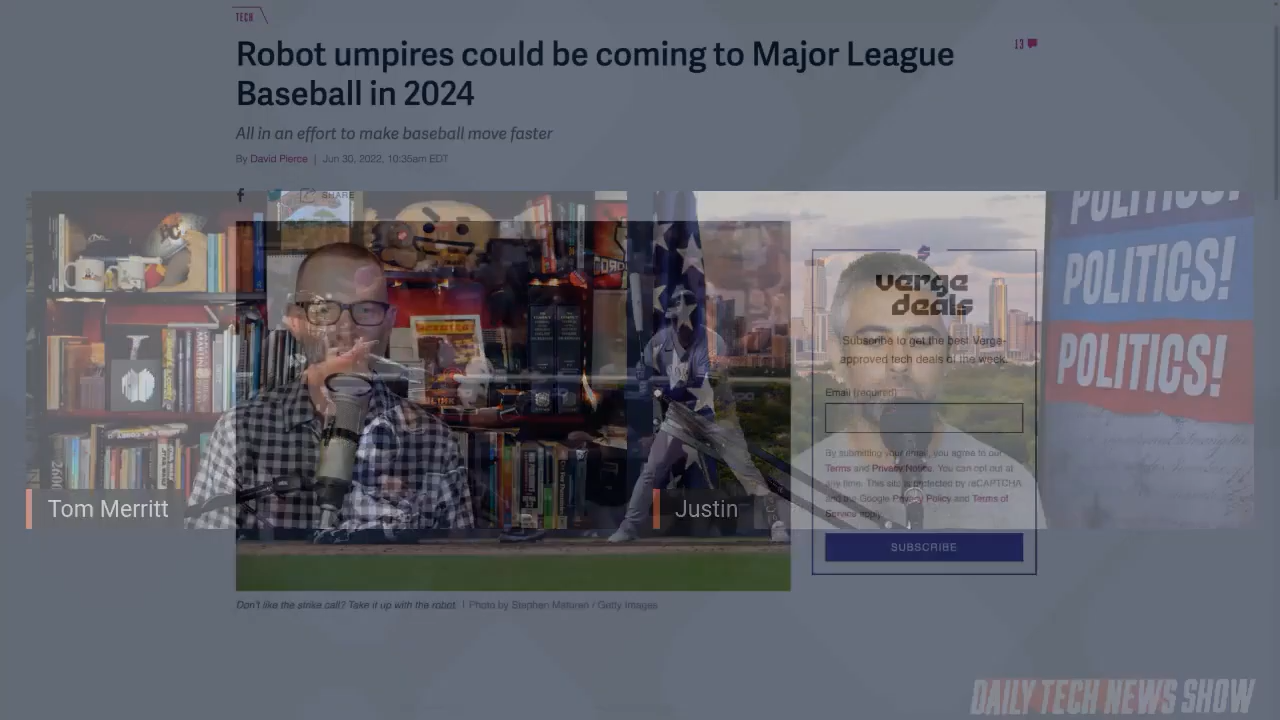 TECH
Robot umpires could be coming to Major League
Baseball in 2024
13
All in an effort to make baseball move faster
By David Pierce | Jun 30, 2022, 10:35am EDT
SHARE
POLITICS!
POLITICS!
POLITICS!
verge
deals
Subscribe to get the best Verge-
approved tech deals of the week.
Email (required)
By submitting your email, you agree to our
Terms and Privacy Notice. You can opt out at
any time. This site is protected by reCAPTCHA
and the Google Privacy Policy and Terms of
Service apply.
SUBSCRIBE
Tom Merritt
Justin
Don't like the strike call? Take it up with the robot. | Photo by Stephen Maturen / Getty Images
DAILY TECH NEWS SHOW